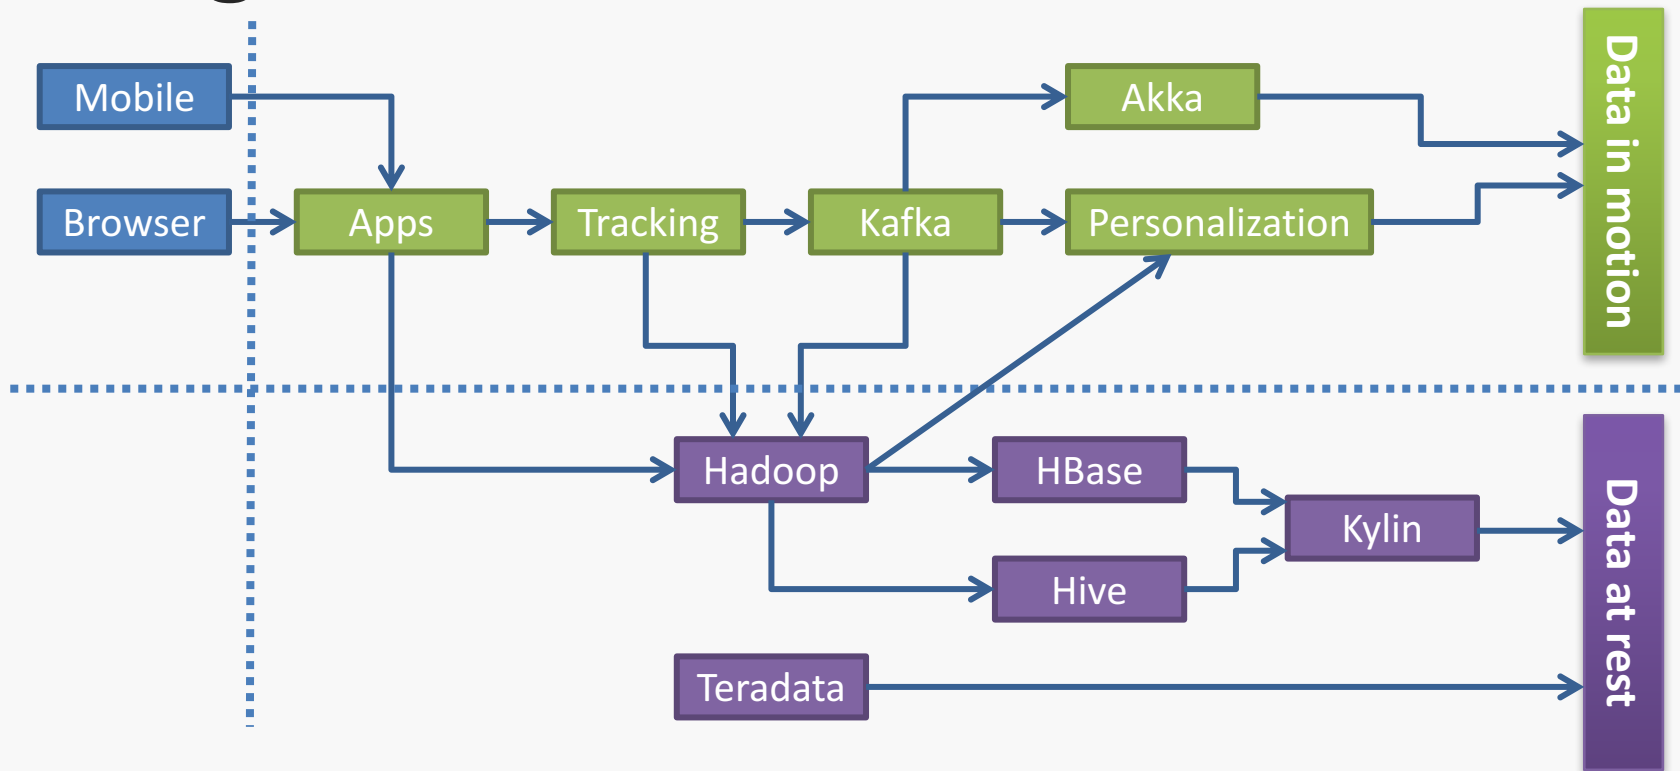 Mobile
Akka
Browser
Apps
Tracking
Kafka
Personalization
Data in motion
Hadoop
HBase
Kylin
Hive
Teradata
Data at rest